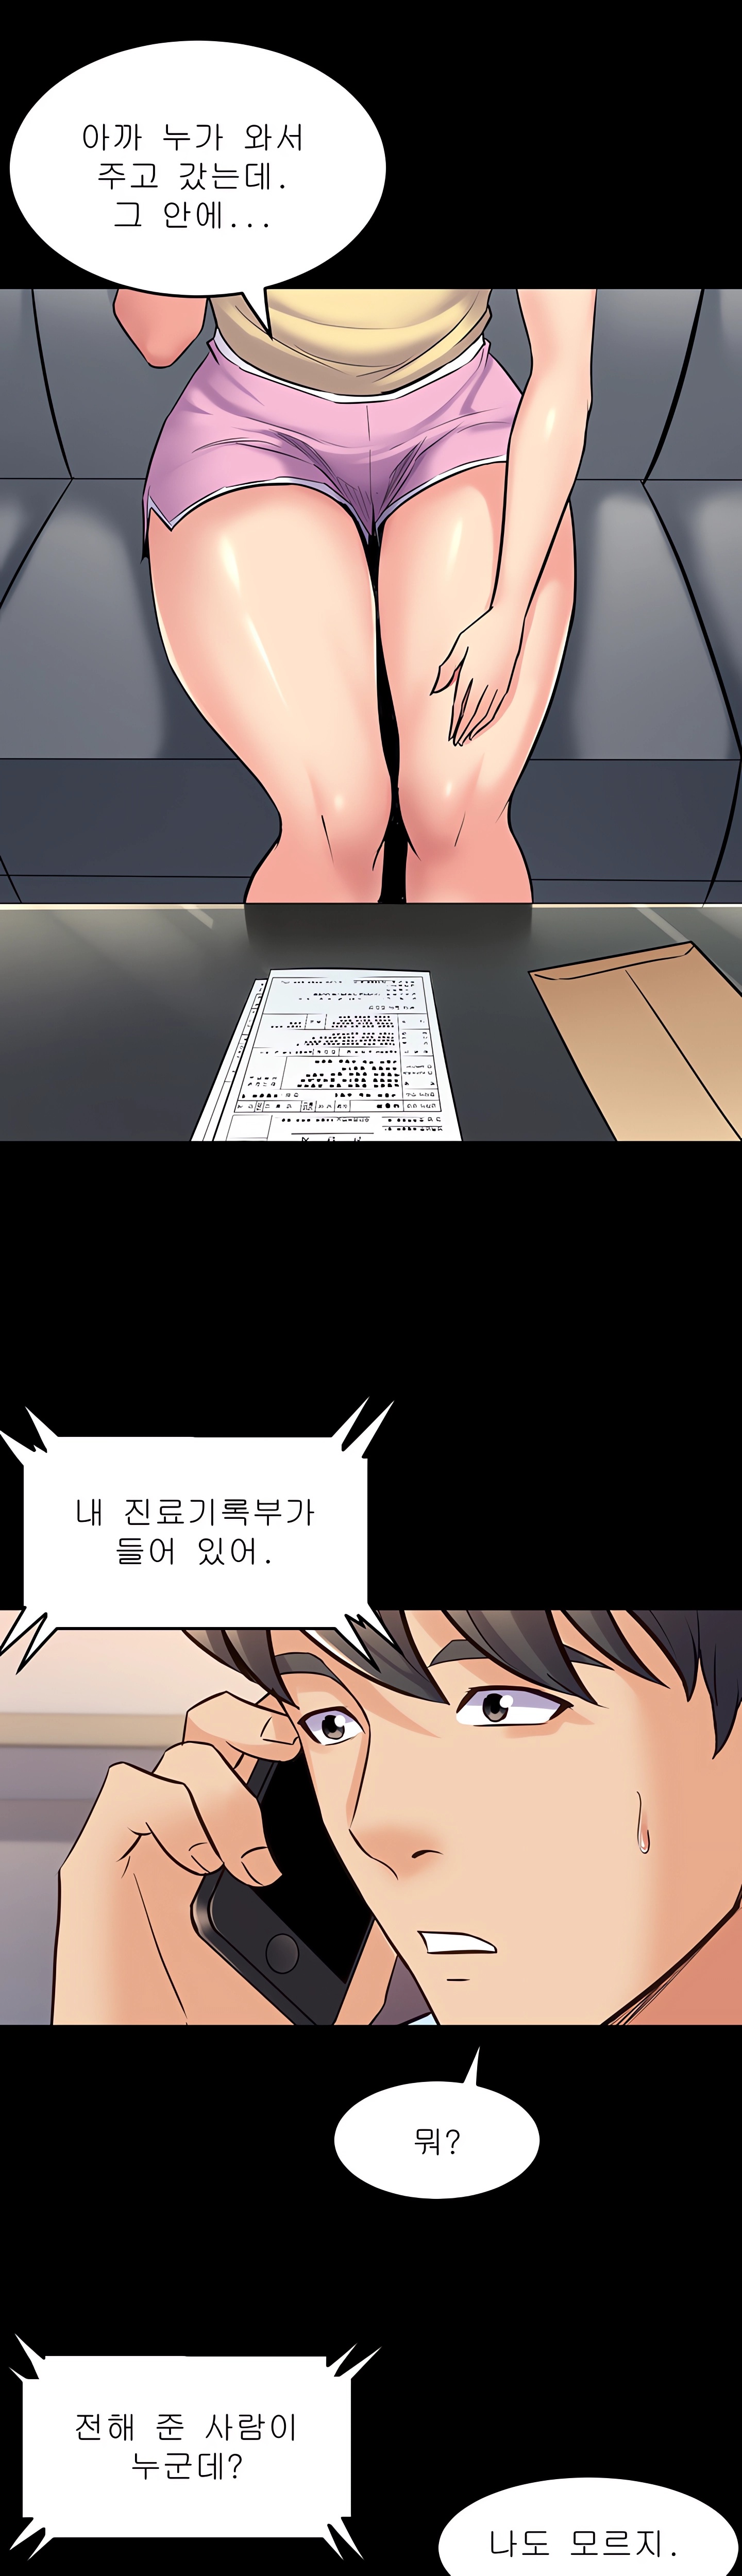 아까 누가 와서
주고 갔는데.
그 안에...
내 진료기록부가
들어 있어.
뭐?
전해 준 사람이
누군데?
나도 모르지.